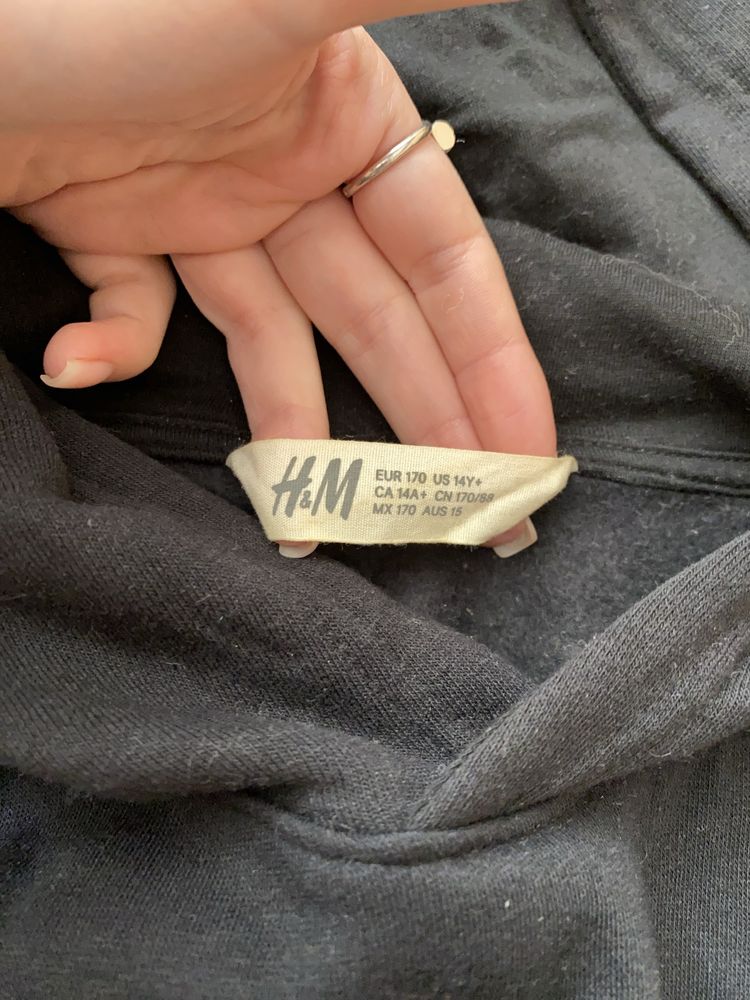 H&M
EUR 170 US 14Y+
CA 14A+ CN 170/88
MX 170 AUS 15